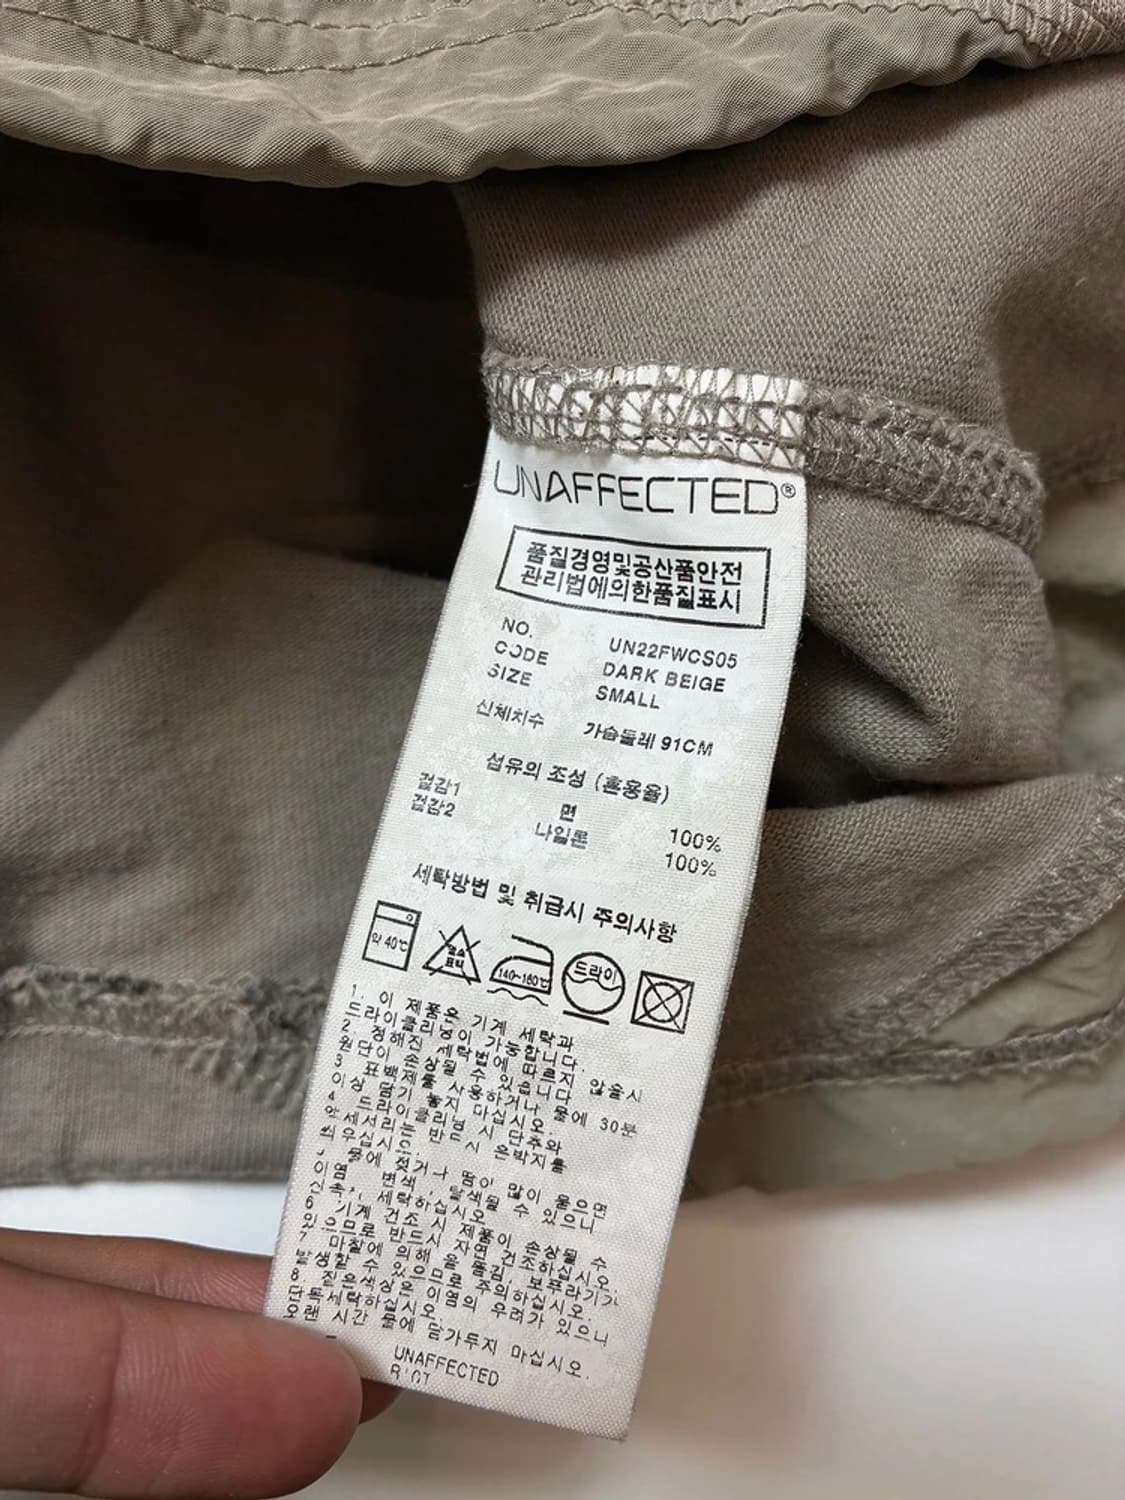 UNAFFECTED®
품질경영및공산품안전
관리법에의한품질표시
NO. UN22FWCS05
CODE DARK BEIGE
SIZE SMALL
신체치수 가슴둘레 91CM
섬유의 조성 (혼용율)
겉감1 면 100%
겉감2 나일론 100%
세탁방법 및 취급시 주의사항
약 40℃
염소
표백
140~160℃
드라이
1. 이 제품은 기계 세탁과
드라이클리닝이 가능합니다.
2. 정해진 세탁법에 따르지 않을시
원단이 손상될 수 있습니다
3 표백제를 사용하거나 물에 30분
이상 담기 놓지 마십시오.
4 드라이클리닝 시 단추와
악세서리는 반드시 은박지를
씌우십시오.
물에 젖거나 땀이 많이 묻으면
이염, 변색, 탈색될 수 있으니
세탁하십시오
6 기계 건조 시 제품이 손상될 수
있으므로 반드시 자연 건조하십시오.
7 마찰에 의해 올 뜯김, 보푸라기가
발생할 수 있으므로 주의하십시오.
8 짙은색상은 이염의 우려가 있으니
단독세탁하십시오.
오랜 시간 물에 담가두지 마십시오.
UNAFFECTED